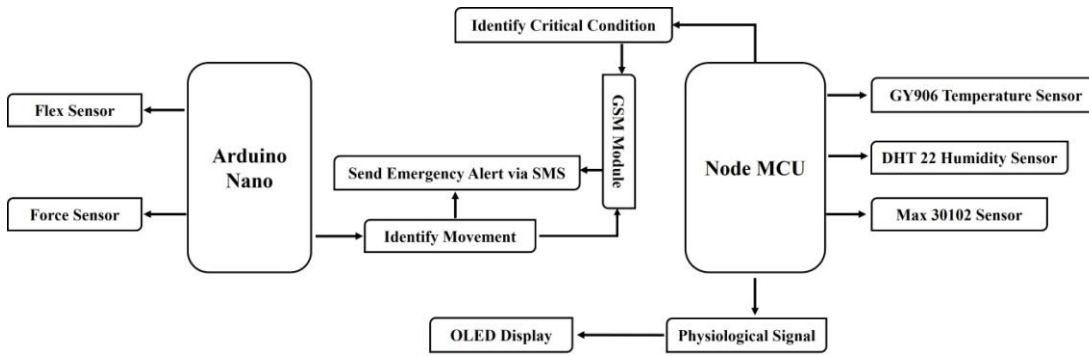 Identify Critical Condition
Flex Sensor
Force Sensor
Arduino
Nano
Send Emergency Alert via SMS
Identify Movement
GSM Module
Node MCU
GY906 Temperature Sensor
DHT 22 Humidity Sensor
Max 30102 Sensor
OLED Display
Physiological Signal